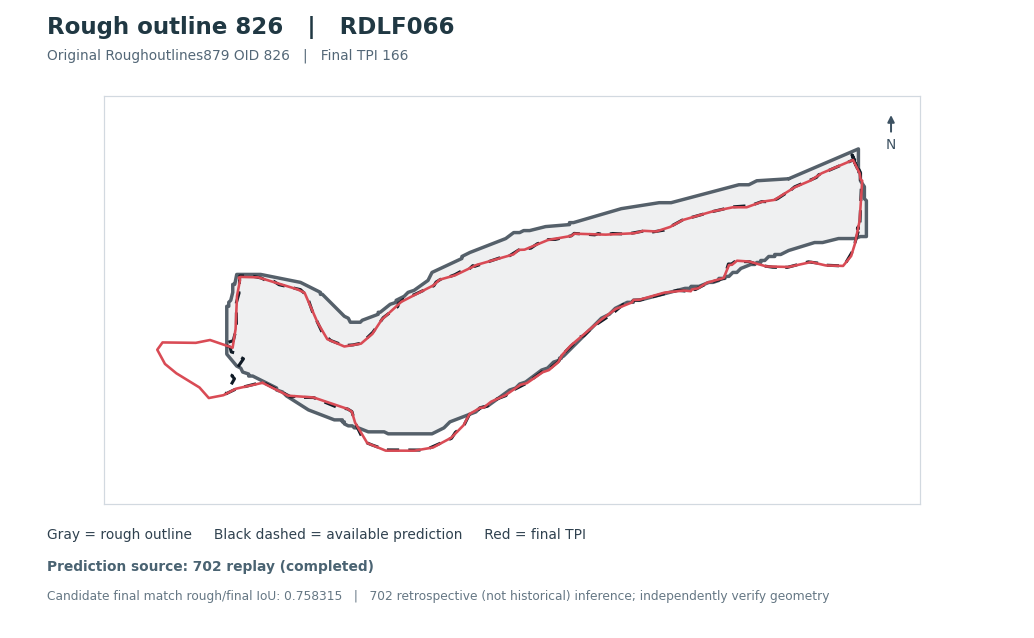 Rough outline 826 | RDLF066
Original Roughoutlines879 OID 826 | Final TPI 166
N
Gray = rough outline Black dashed = available prediction Red = final TPI
Prediction source: 702 replay (completed)
Candidate final match rough/final IoU: 0.758315 | 702 retrospective (not historical) inference; independently verify geometry